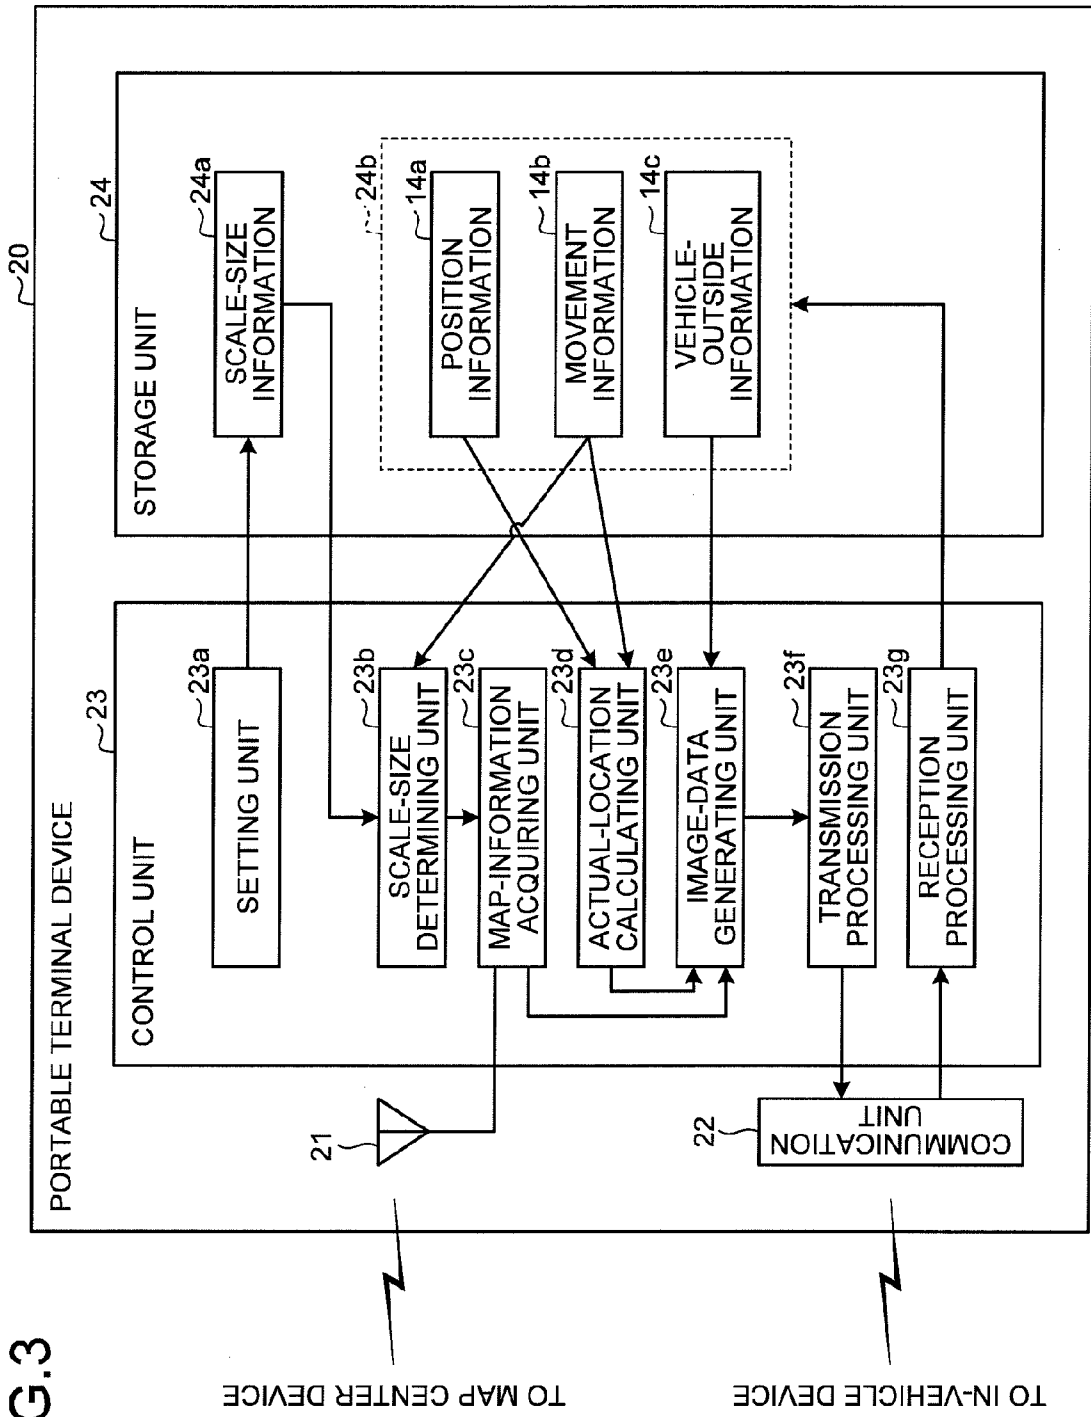 G.3
20
PORTABLE TERMINAL DEVICE
23
CONTROL UNIT
23a
SETTING UNIT
23b
SCALE-SIZE
DETERMINING UNIT
23c
MAP-INFORMATION
ACQUIRING UNIT
23d
ACTUAL-LOCATION
CALCULATING UNIT
23e
IMAGE-DATA
GENERATING UNIT
23f
TRANSMISSION
PROCESSING UNIT
23g
RECEPTION
PROCESSING UNIT
24
STORAGE UNIT
24a
SCALE-SIZE
INFORMATION
24b
14a
POSITION
INFORMATION
14b
MOVEMENT
INFORMATION
14c
VEHICLE-
OUTSIDE
INFORMATION
21
22
COMMUNICATION
UNIT
TO MAP CENTER DEVICE
TO IN-VEHICLE DEVICE